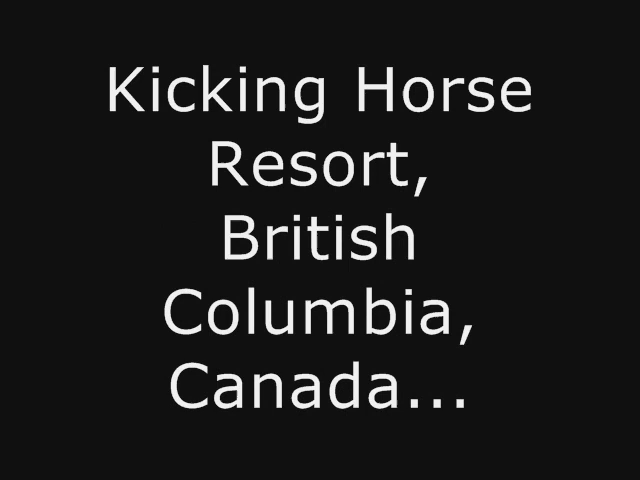 Kicking Horse
Resort,
British
Columbia,
Canada...